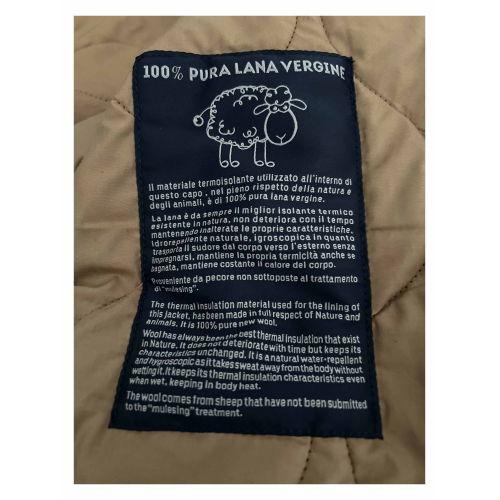 100% PURA LANA VERGINE
Il materiale termoisolante utilizzato all'interno di
questo capo, nel pieno rispetto della natura e
degli animali, è di 100% pura lana vergine.
La lana è da sempre il miglior isolante termico
esistente in natura, non deteriora con il tempo
mantenendo inalterate le proprie caratteristiche.
Idrorepellente naturale, igroscopica in quanto
trasporta il sudore dal corpo verso l'esterno senza
impregnarsi, mantiene la propria termicità anche se
bagnata, mantiene costante il calore del corpo.
Proveniente da pecore non sottoposte al trattamento
di "mulesing".
The thermal insulation material used for the lining of
this jacket, has been made in full respect of Nature and
animals. It is 100% pure new wool.
Wool has always been the best thermal insulation that exist
in Nature. It does not deteriorate with time but keeps its
characteristics unchanged. It is a natural water-repellent
and hygroscopic as it takes sweat away from the body without
wetting it. It keeps its thermal insulation characteristics even
when wet, keeping in body heat.
The wool comes from sheep that have not been submitted
to the "mulesing" treatment.